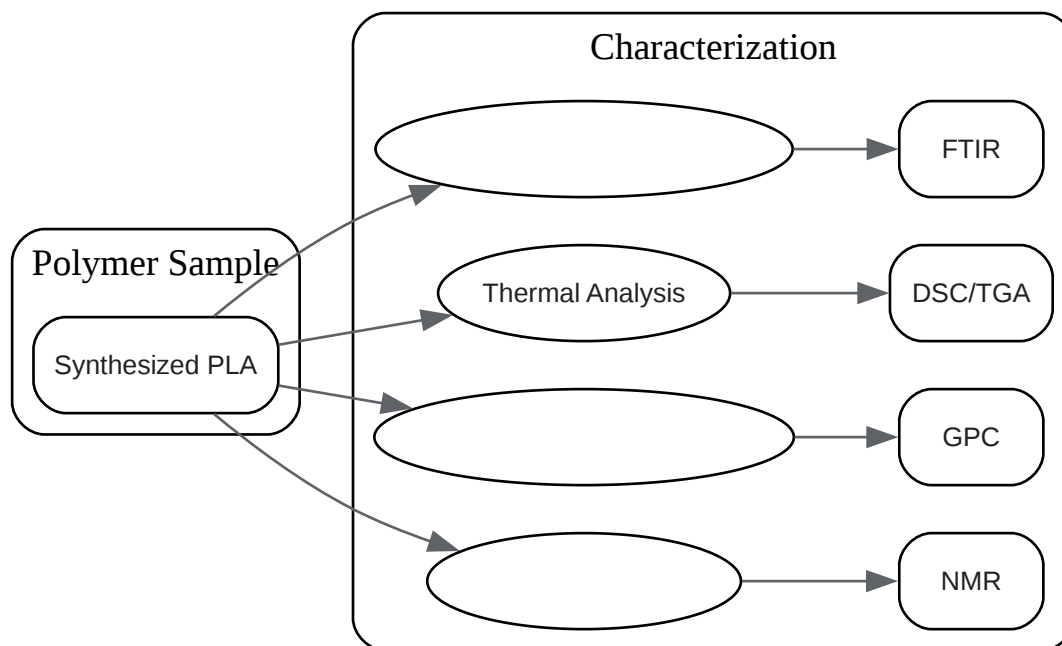 Characterization
FTIR
Polymer Sample
Thermal Analysis
DSC/TGA
Synthesized PLA
GPC
NMR